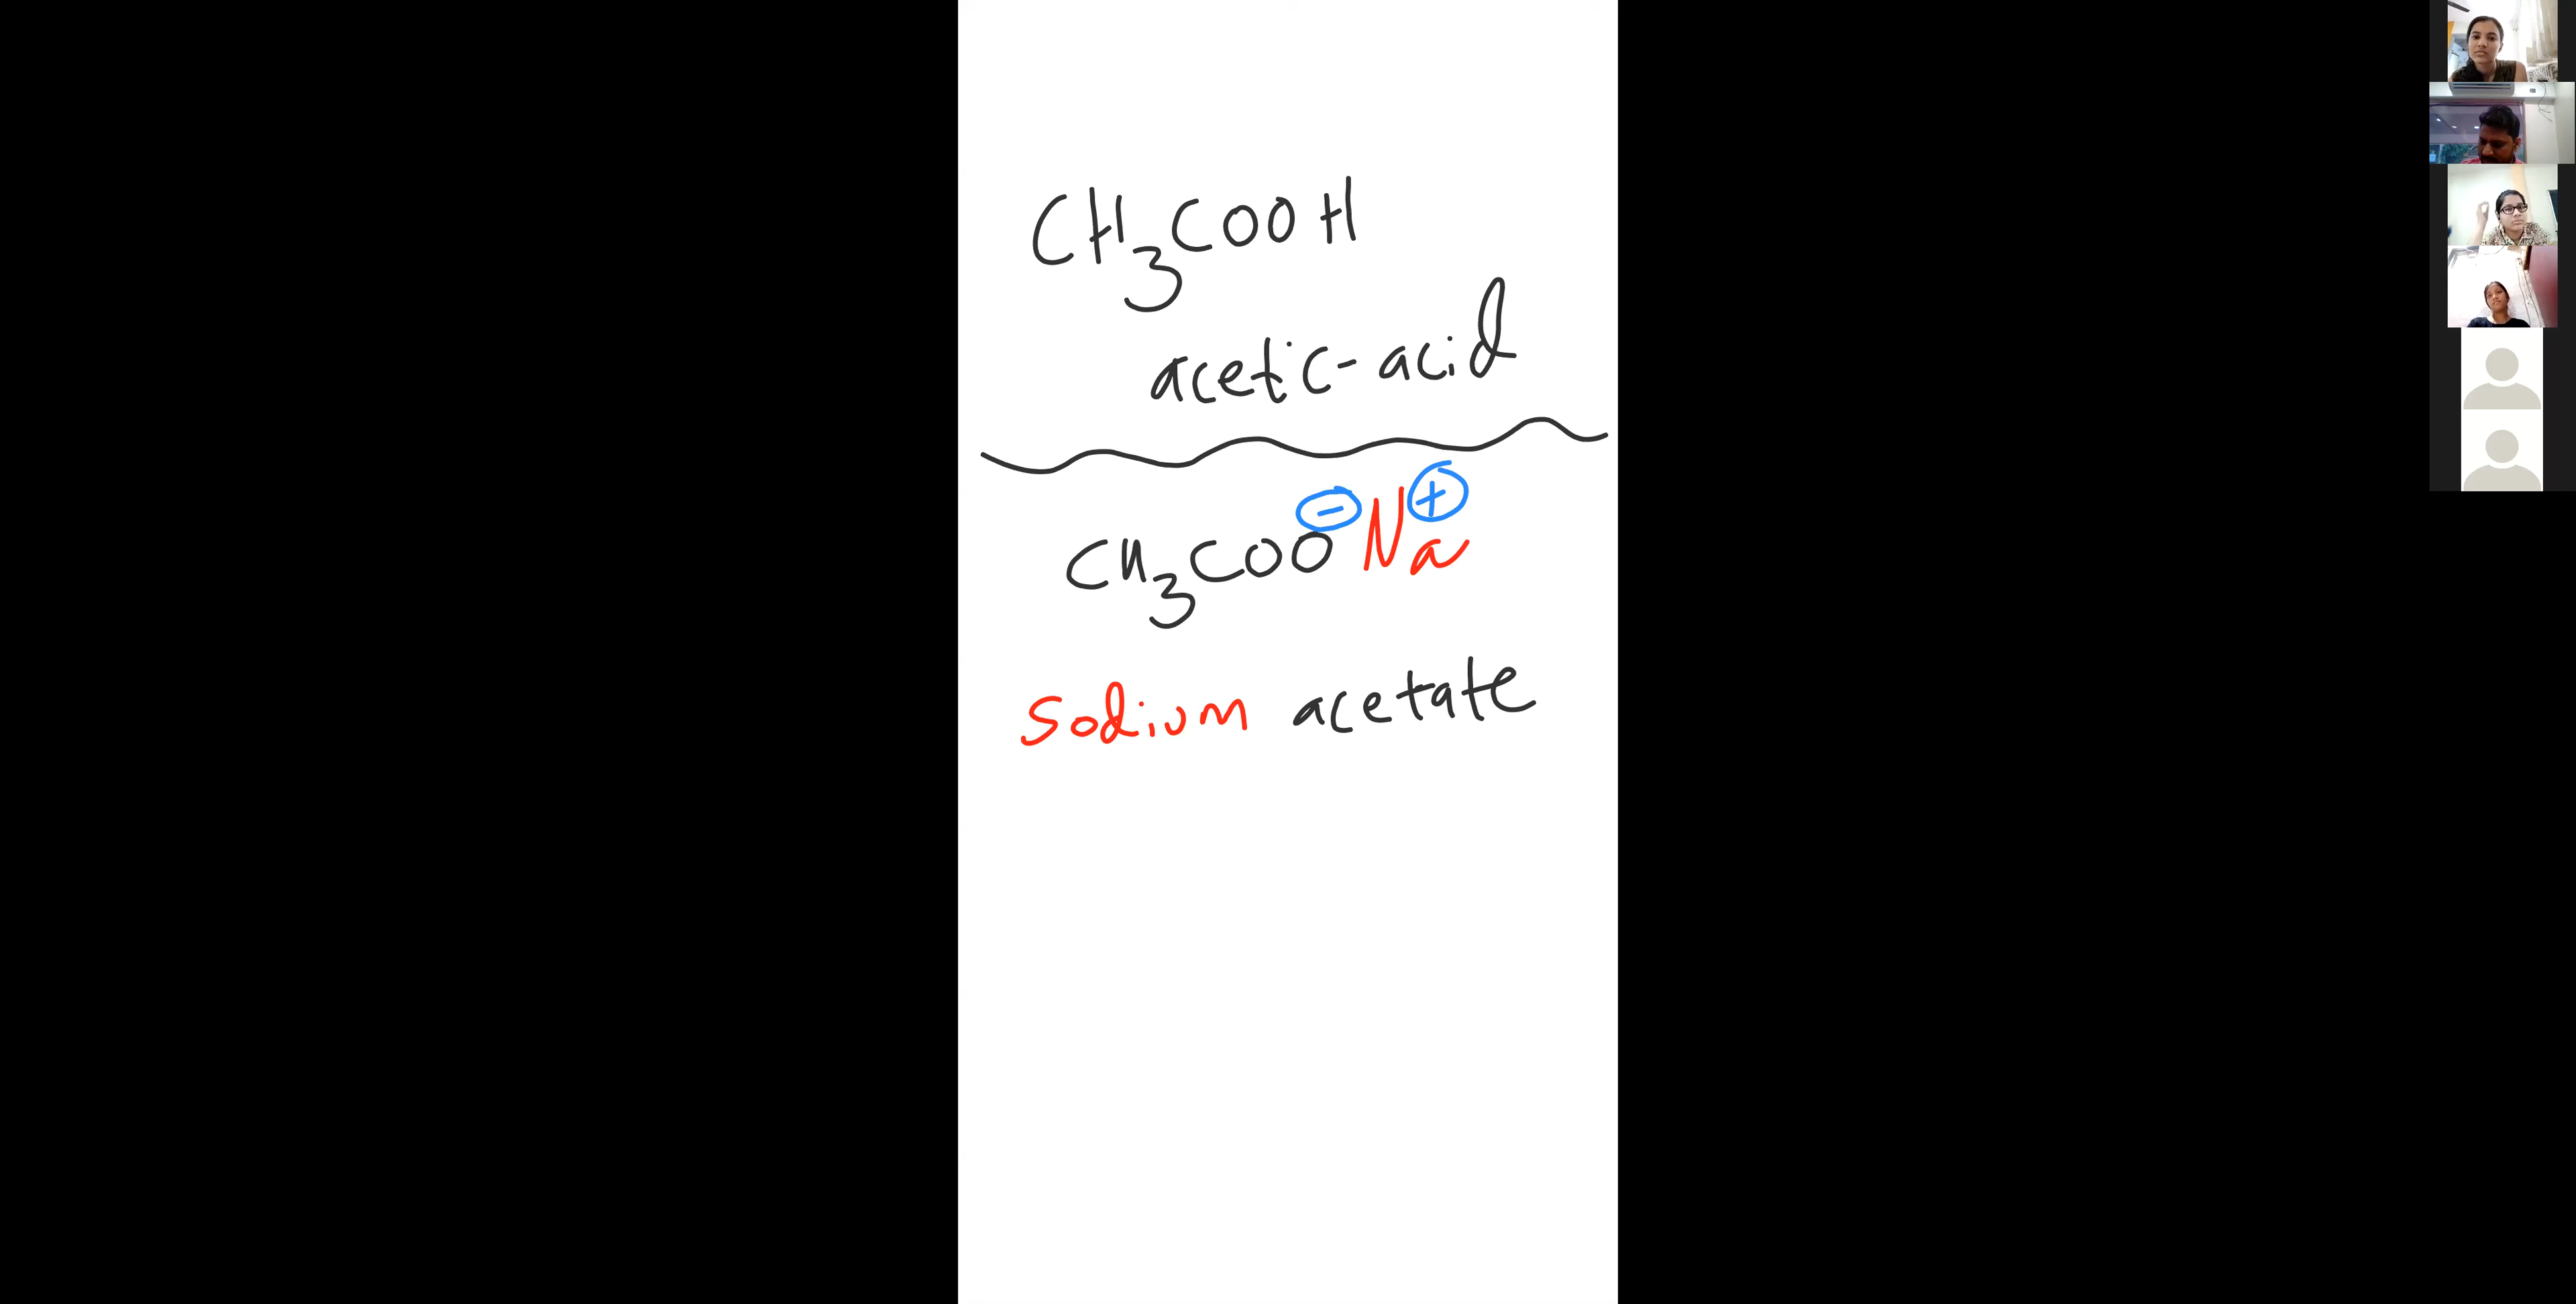 CH₃COOH
acetic-acid
CH₃COO⊖Na⊕
Sodium acetate